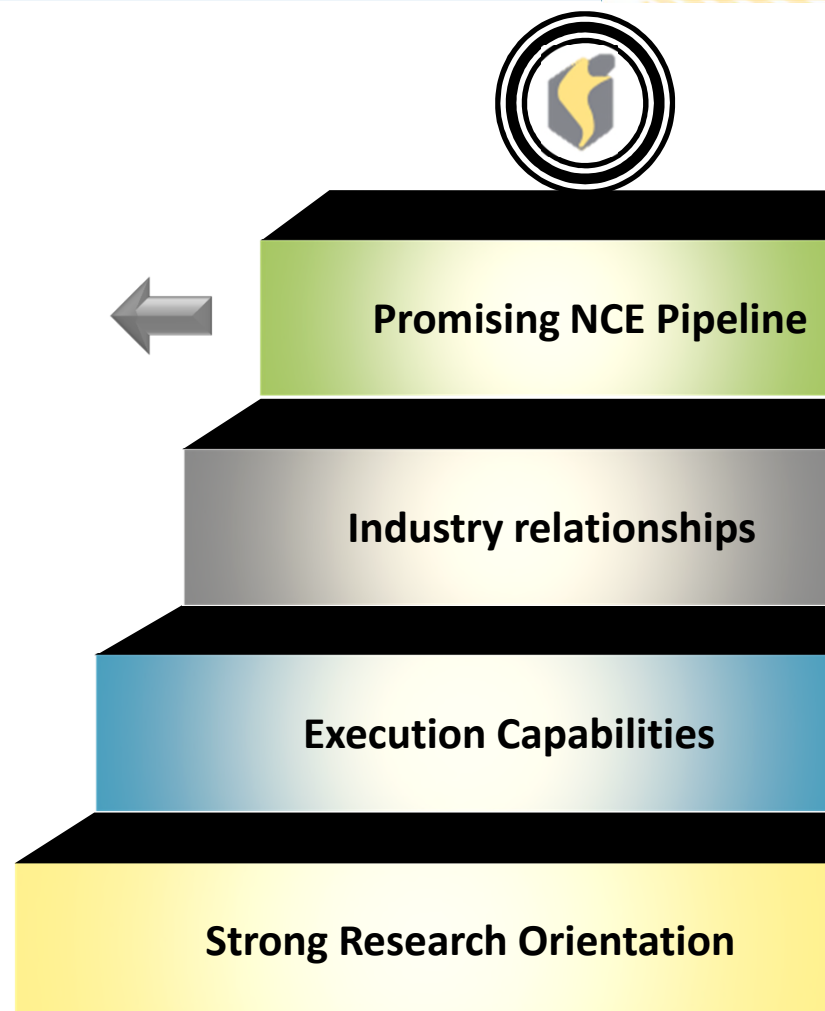 Promising NCE Pipeline
Industry relationships
Execution Capabilities
Strong Research Orientation